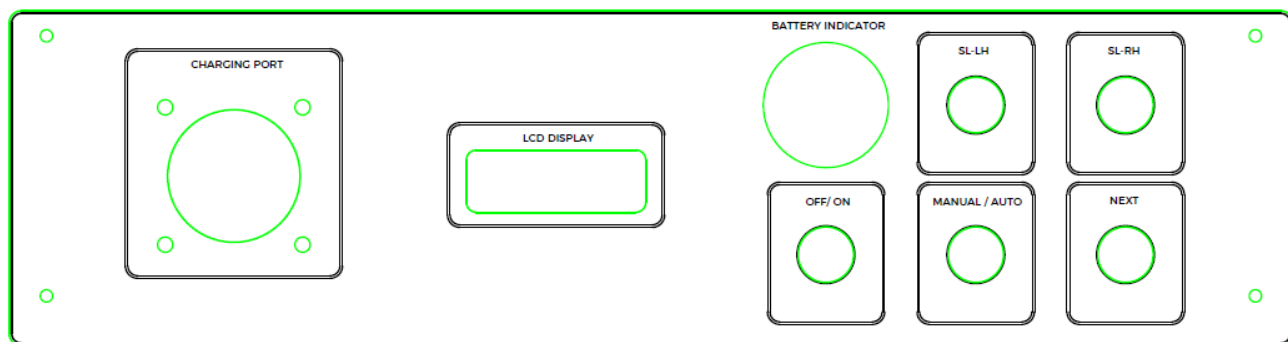 BATTERY INDICATOR
SL-LH
SL-RH
CHARGING PORT
LCD DISPLAY
OFF/ ON
MANUAL / AUTO
NEXT